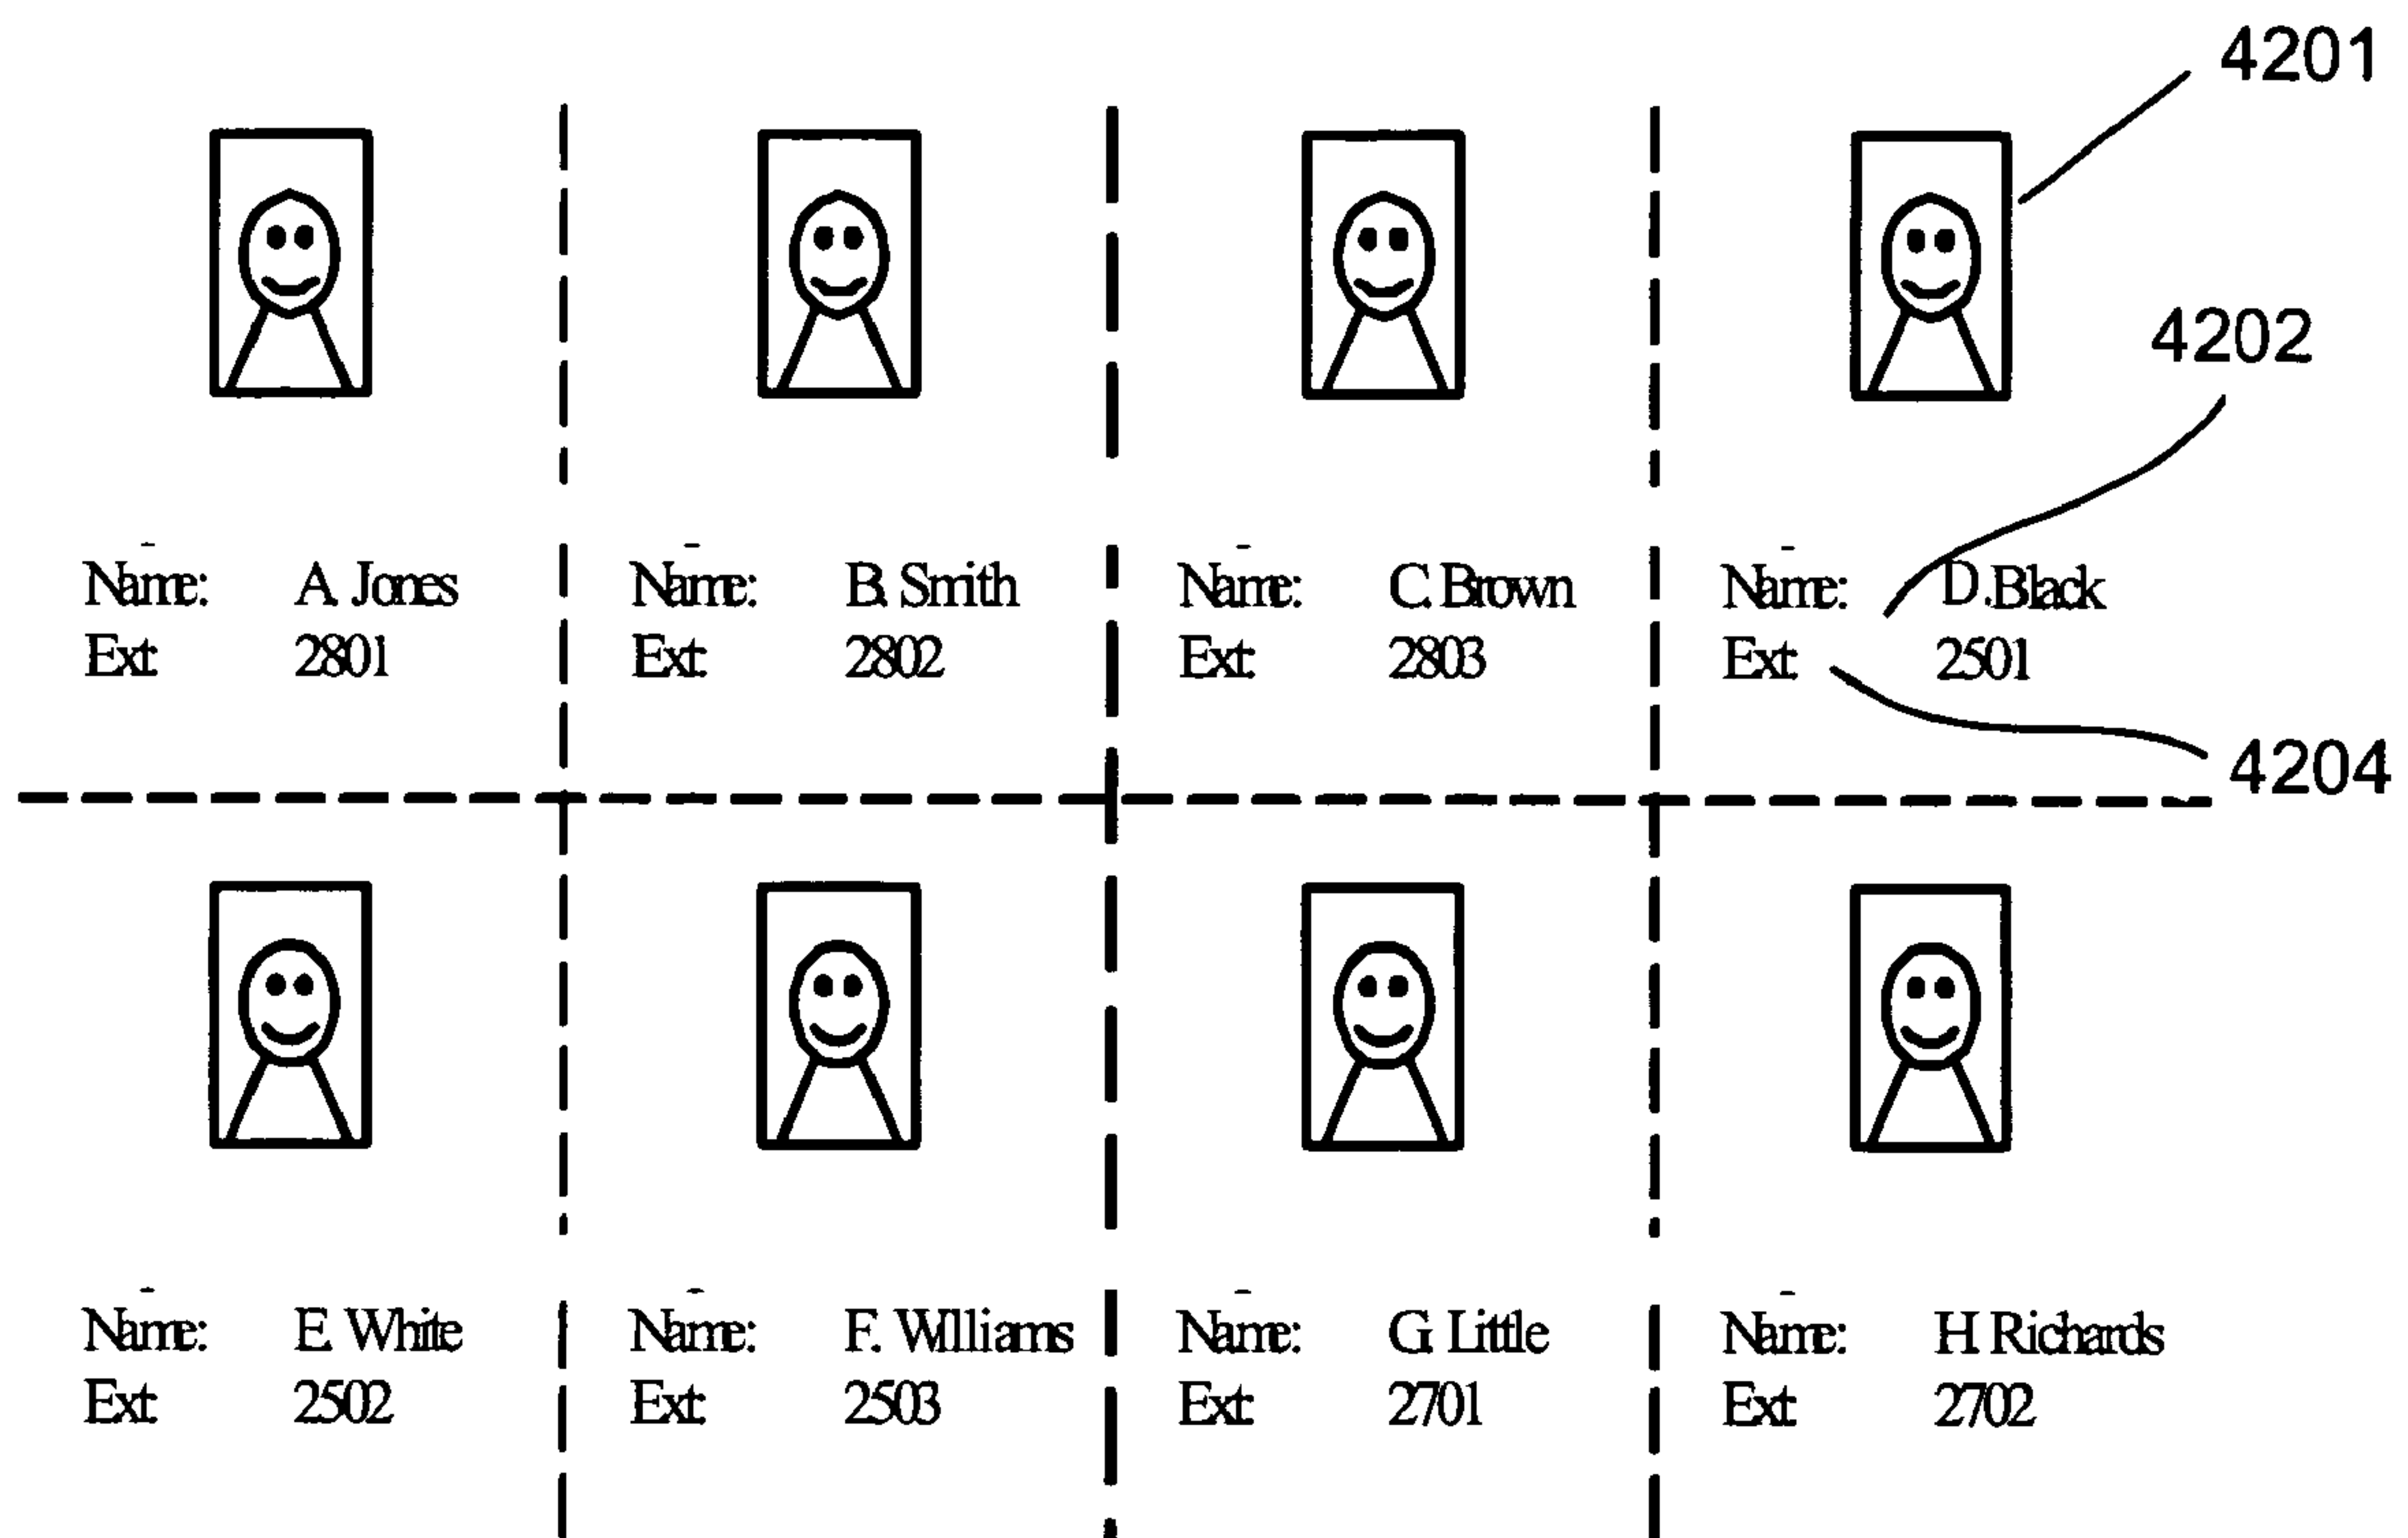 4201
4202
Name: A. Jones Name: B. Smith Name: C. Brown Name: D. Black
Ext: 2801 Ext: 2802 Ext: 2803 Ext: 2501
4204
Name: E. White Name: F. Williams Name: G. Little Name: H. Richards
Ext: 2502 Ext: 2503 Ext: 2701 Ext: 2702